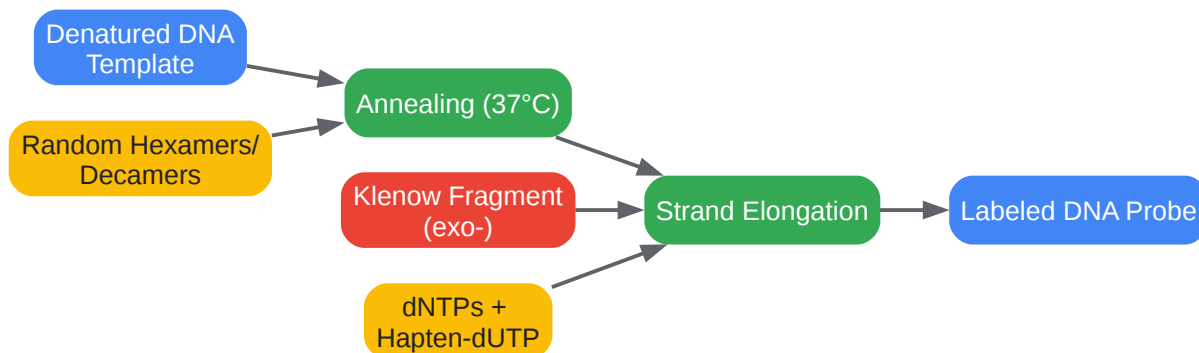 Denatured DNA
Template
Random Hexamers/
Decamers
Annealing (37°C)
Klenow Fragment
(exo-)
dNTPs +
Hapten-dUTP
Strand Elongation
Labeled DNA Probe